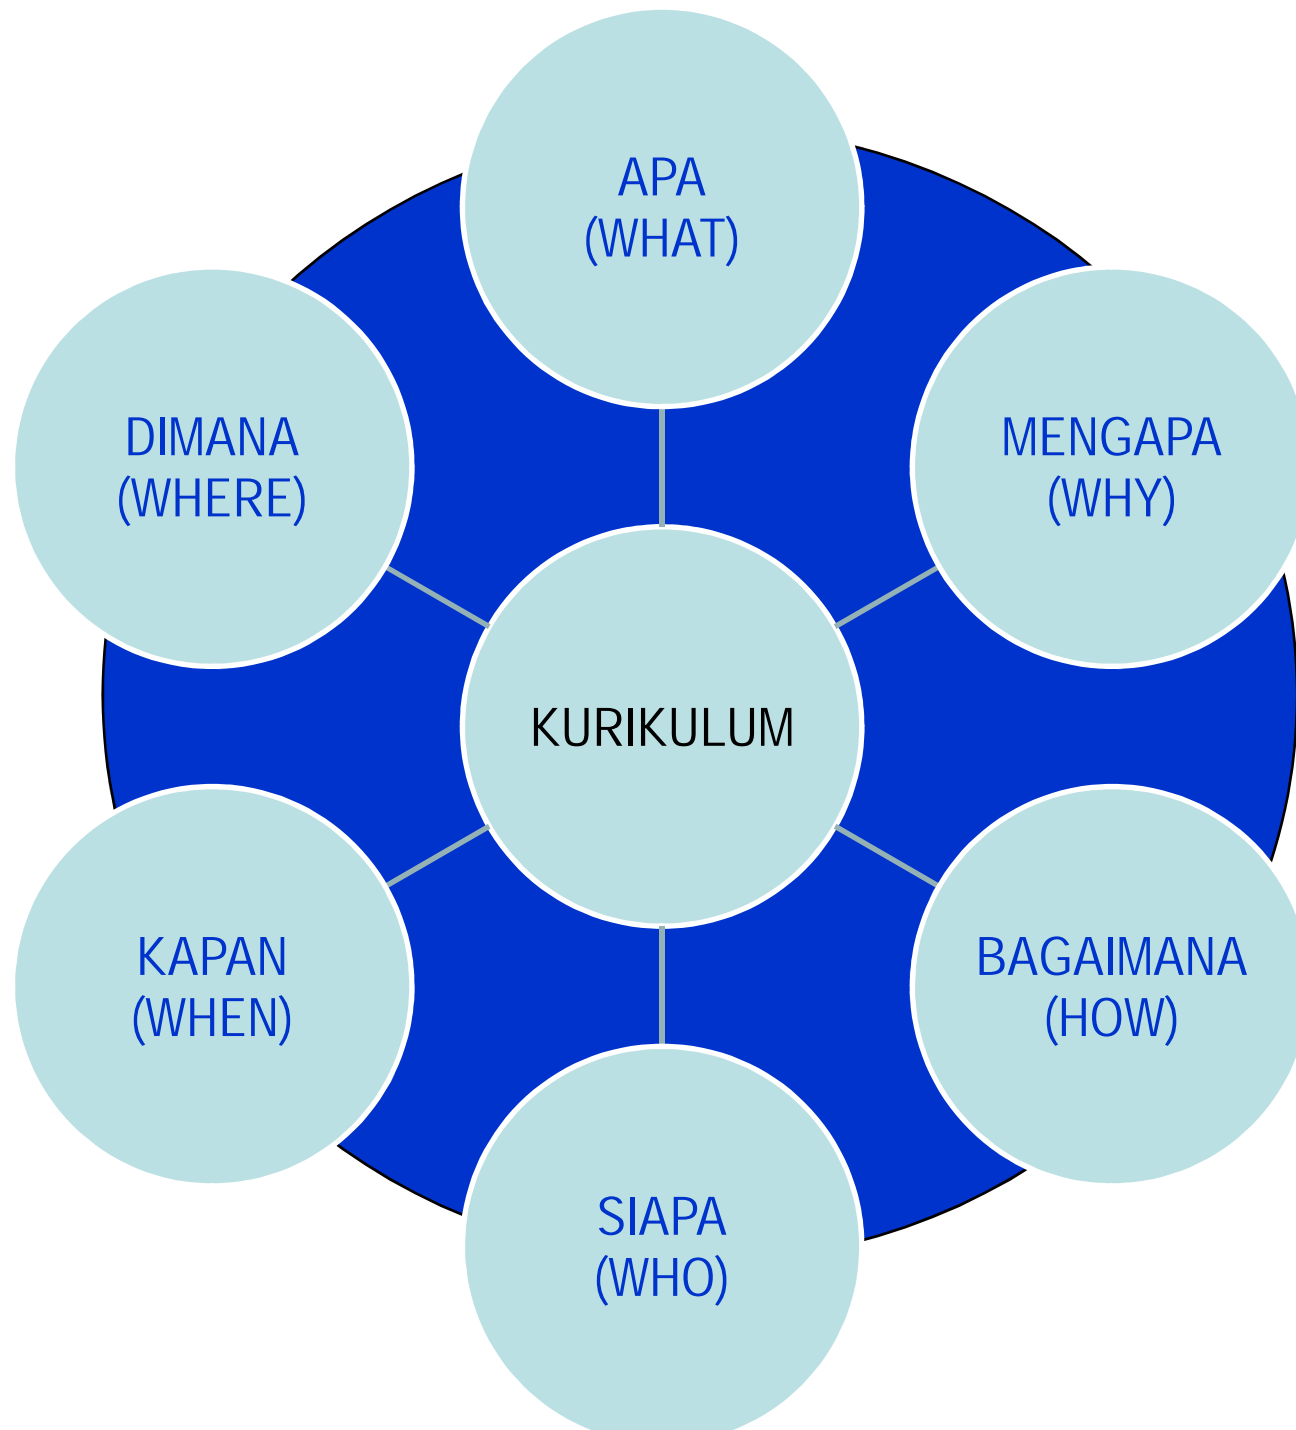 APA
(WHAT)
DIMANA
(WHERE)
MENGAPA
(WHY)
KURIKULUM
KAPAN
(WHEN)
BAGAIMANA
(HOW)
SIAPA
(WHO)